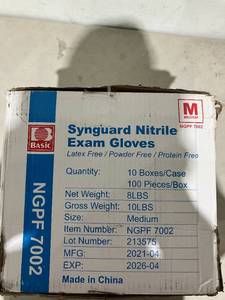 M
MEDIUM
NGPF 7002
B
BASIC
Synguard Nitrile
Exam Gloves
Latex Free / Powder Free / Protein Free
Quantity: 10 Boxes/Case
100 Pieces/Box
Net Weight: 8LBS
Gross Weight: 10LBS
Size: Medium
Item Number: NGPF 7002
Lot Number: 213575
MFG: 2021-04
EXP: 2026-04
Made in China
NGPF 7002